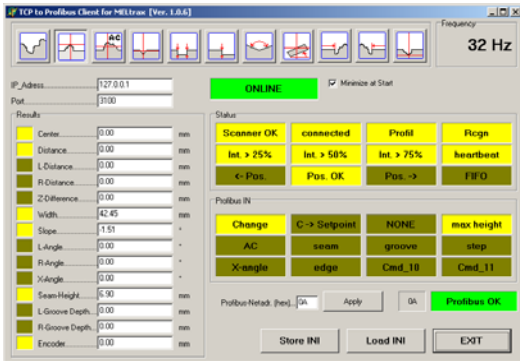 TCP to Profibus Client for MELtrax [Ver. 1.0.6]
AC
Frequency
32 Hz
IP_Adress 127.0.0.1
Port 3100
ONLINE
Minimize at Start
Results
Center 0.00 mm
Distance 0.00 mm
L-Distance 0.00 mm
R-Distance 0.00 mm
Z-Difference 0.00 mm
Width 42.45 mm
Slope -1.51 °
L-Angle 0.00 °
R-Angle 0.00 °
X-Angle 0.00 °
Seam-Height 6.90 mm
L-Groove Depth 0.00 mm
R-Groove Depth 0.00 mm
Encoder 0.00 mm
Status
Scanner OK connected Profil Rcgn
Int. > 25% Int. > 50% Int. > 75% heartbeat
<- Pos. Pos. OK Pos. -> FIFO
Profibus IN
Change C -> Setpoint NONE max height
AC seam groove step
X-angle edge Cmd_10 Cmd_11
Profibus-Netadr. (hex) 0A Apply 0A Profibus OK
Store INI Load INI EXIT